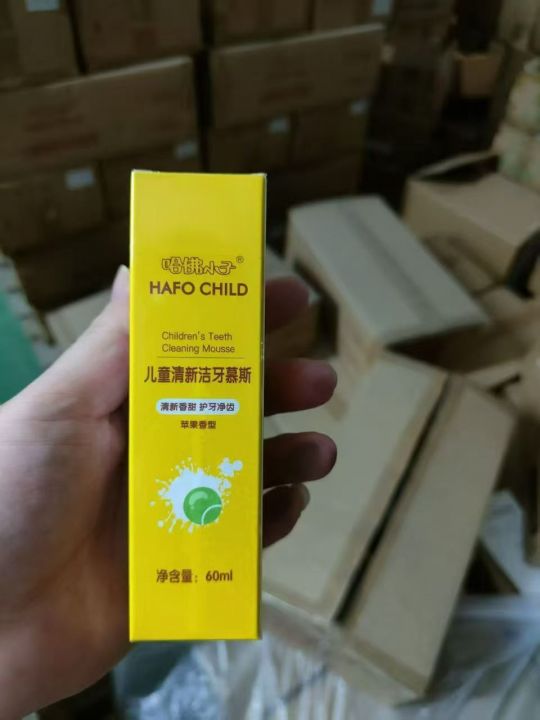 哈佛小子®
HAFO CHILD
Children's Teeth
Cleaning Mousse
儿童清新洁牙慕斯
清新香甜 护牙净齿
苹果香型
净含量: 60ml